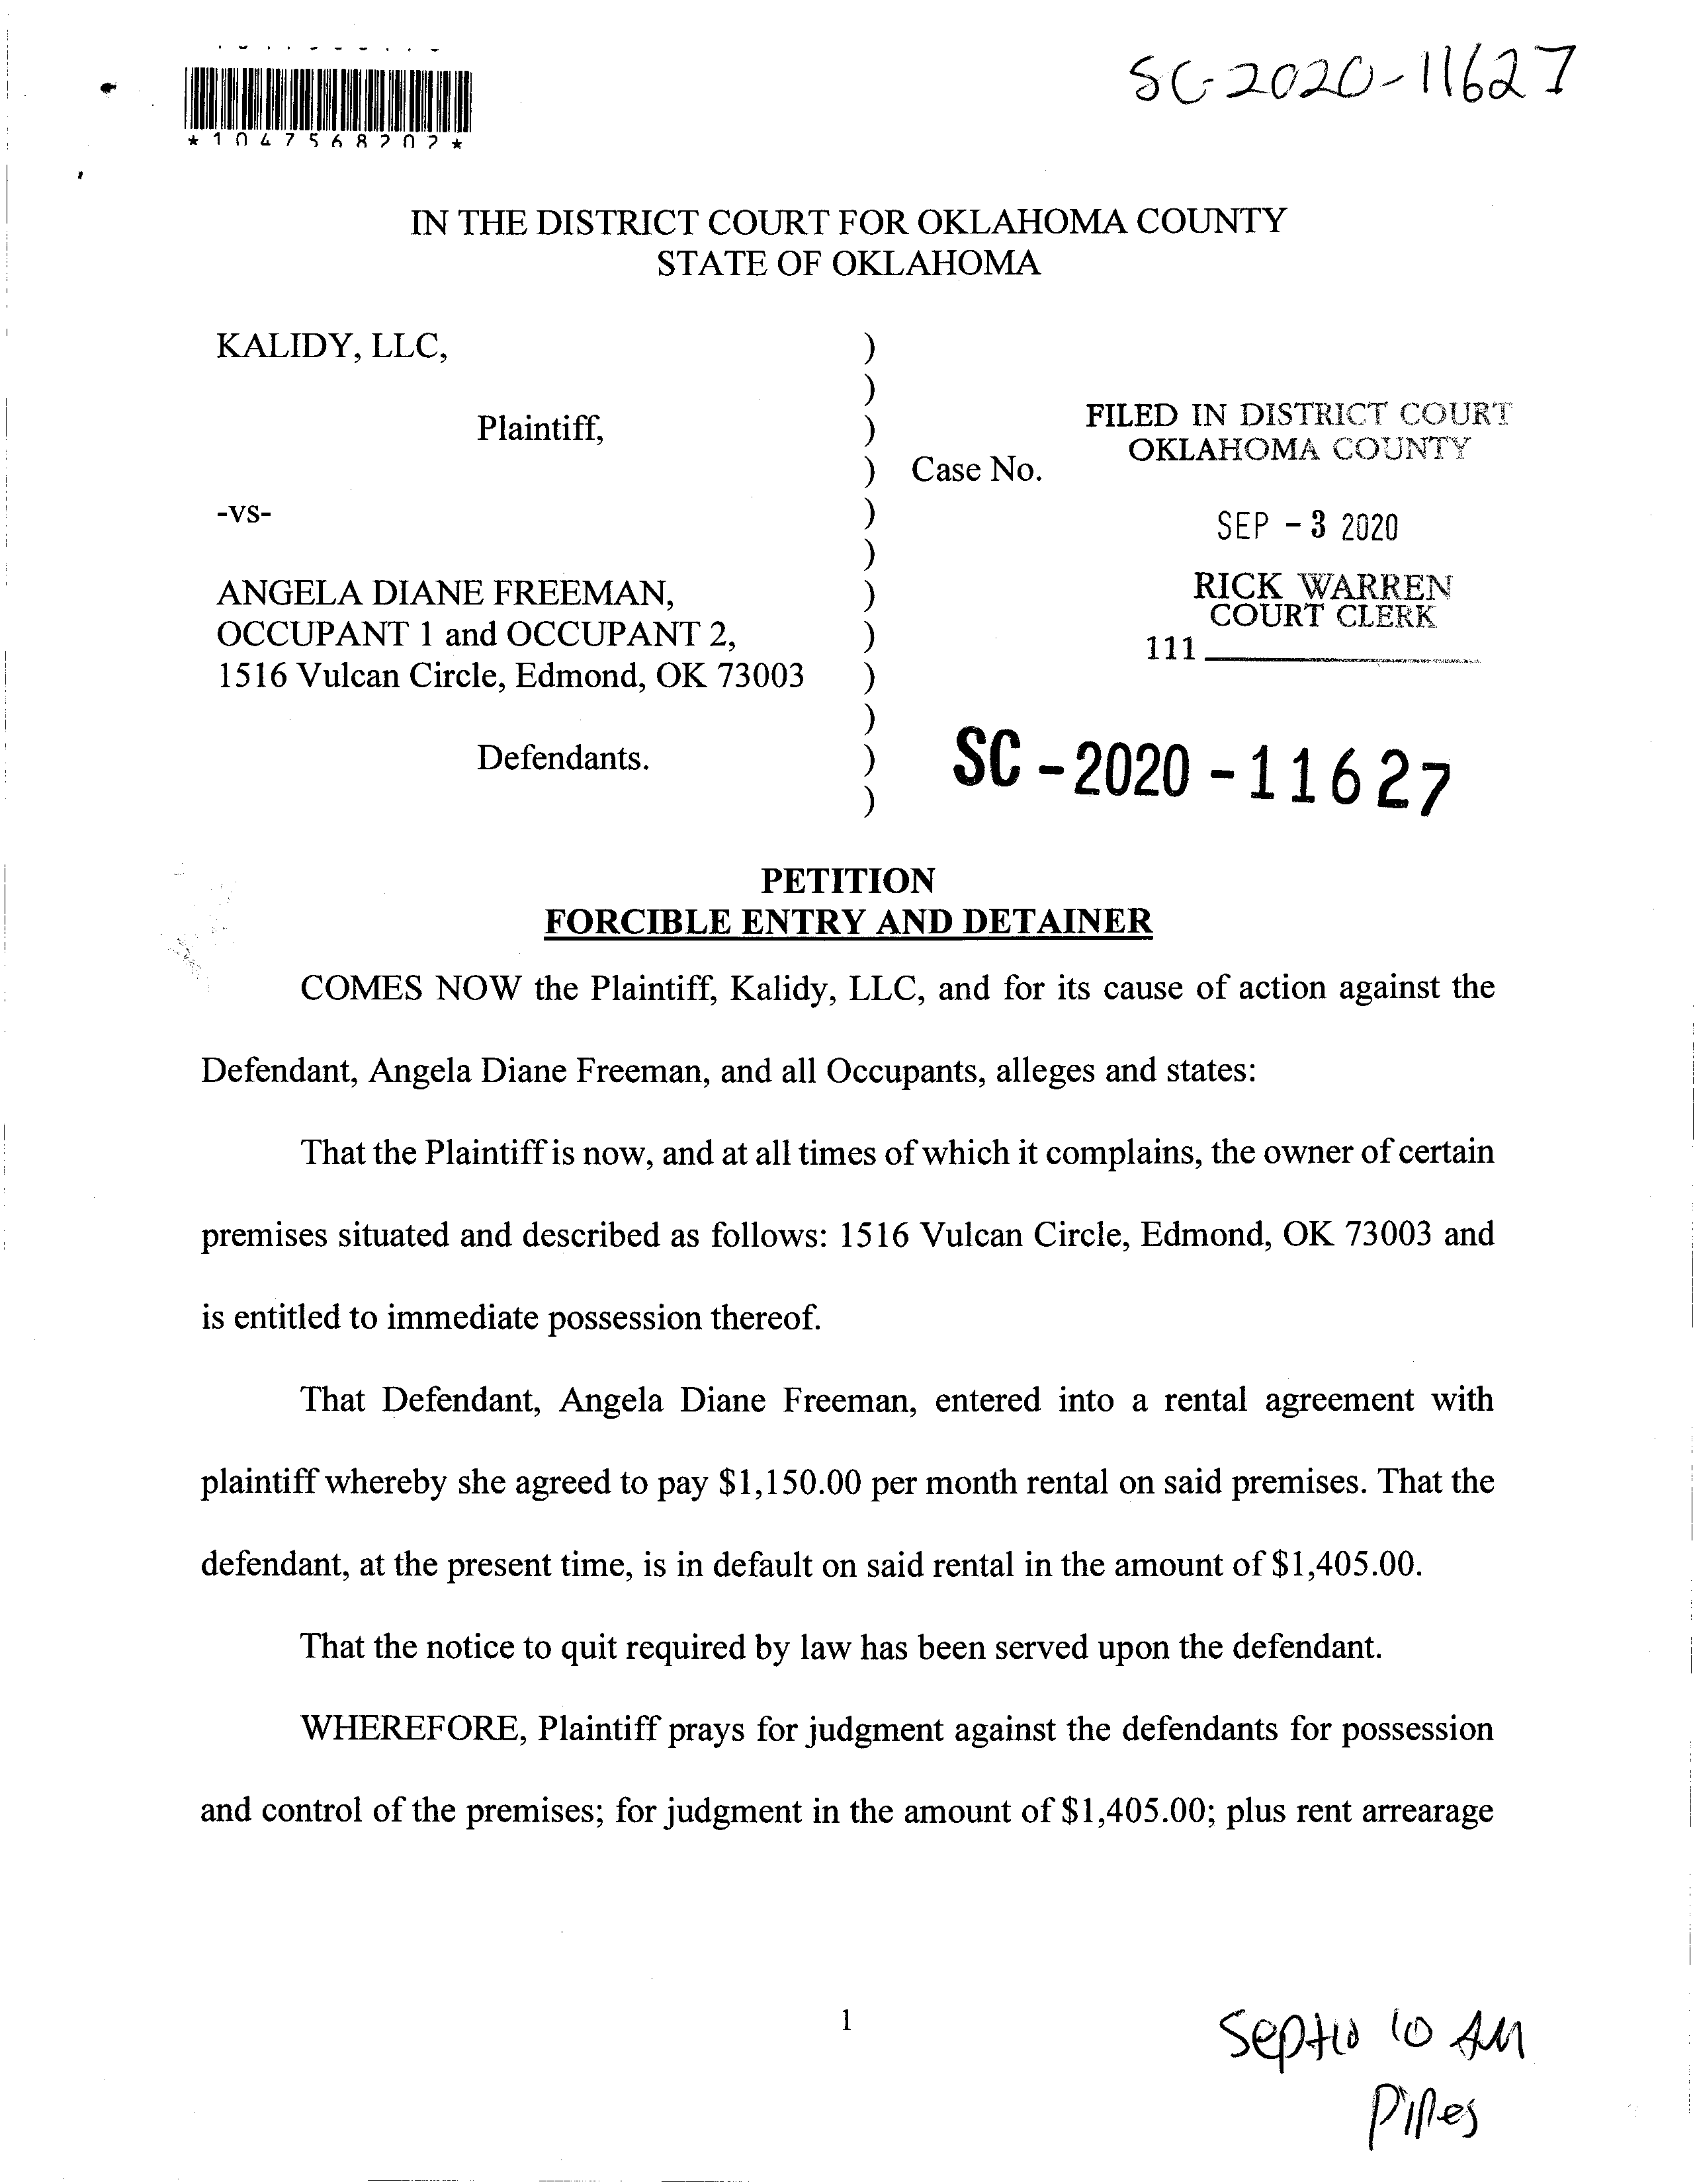 SC-2020-11627
*1047568202*
IN THE DISTRICT COURT FOR OKLAHOMA COUNTY
STATE OF OKLAHOMA
KALIDY, LLC, )
)
Plaintiff, )
) Case No.
-vs- )
)
ANGELA DIANE FREEMAN, )
OCCUPANT 1 and OCCUPANT 2, )
1516 Vulcan Circle, Edmond, OK 73003 )
)
Defendants. )
)
FILED IN DISTRICT COURT
OKLAHOMA COUNTY
SEP - 3 2020
RICK WARREN
COURT CLERK
111
SC - 2020 - 11627
PETITION
FORCIBLE ENTRY AND DETAINER
COMES NOW the Plaintiff, Kalidy, LLC, and for its cause of action against the
Defendant, Angela Diane Freeman, and all Occupants, alleges and states:
That the Plaintiff is now, and at all times of which it complains, the owner of certain
premises situated and described as follows: 1516 Vulcan Circle, Edmond, OK 73003 and
is entitled to immediate possession thereof.
That Defendant, Angela Diane Freeman, entered into a rental agreement with
plaintiff whereby she agreed to pay $1,150.00 per month rental on said premises. That the
defendant, at the present time, is in default on said rental in the amount of $1,405.00.
That the notice to quit required by law has been served upon the defendant.
WHEREFORE, Plaintiff prays for judgment against the defendants for possession
and control of the premises; for judgment in the amount of $1,405.00; plus rent arrearage
1
10 AM